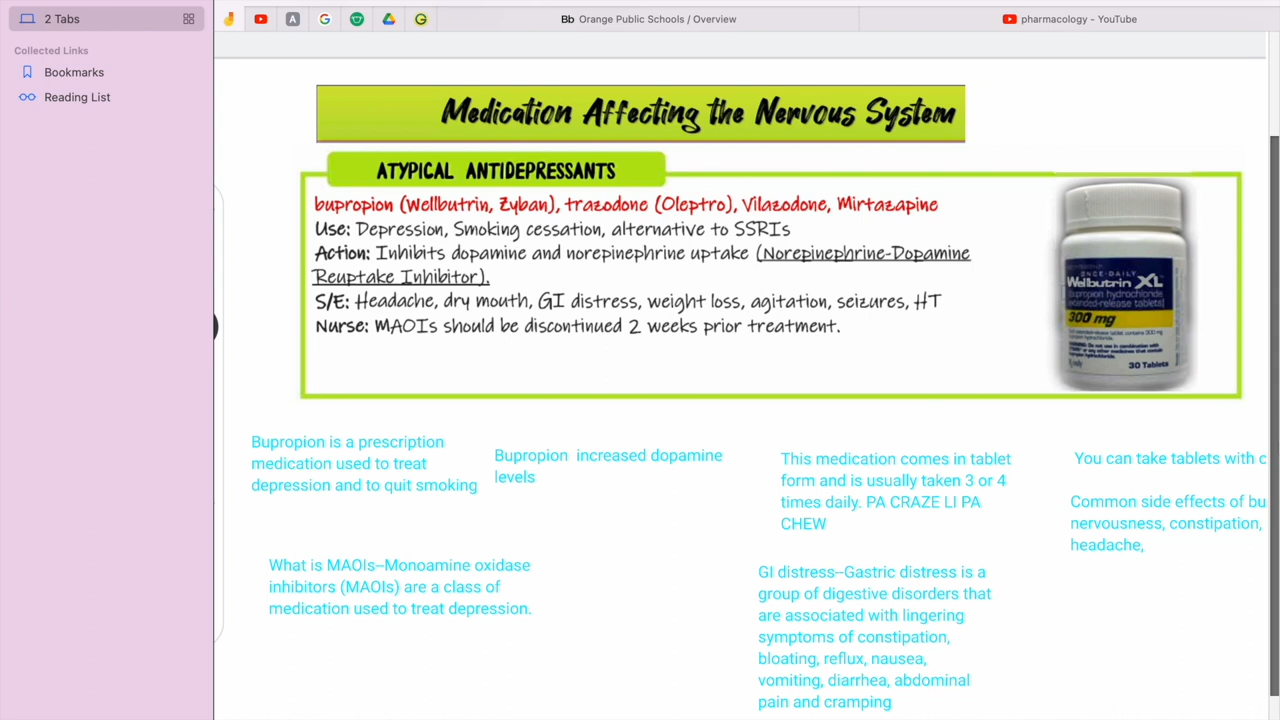 2 Tabs
Collected Links
Bookmarks
Reading List
A
G
G
Bb Orange Public Schools / Overview
pharmacology - YouTube
Medication Affecting the Nervous System
ATYPICAL ANTIDEPRESSANTS
bupropion (Wellbutrin, Zyban), trazodone (Oleptro), Vilazodone, Mirtazapine
Use: Depression, Smoking cessation, alternative to SSRIs
Action: Inhibits dopamine and norepinephrine uptake (Norepinephrine-Dopamine
Reuptake Inhibitor).
S/E: Headache, dry mouth, GI distress, weight loss, agitation, seizures, HT
Nurse: MAOIs should be discontinued 2 weeks prior treatment.
ONCE-DAILY
Wellbutrin XL
(bupropion hydrochloride
extended-release tablets)
300 mg
30 Tablets
Bupropion is a prescription
medication used to treat
depression and to quit smoking
Bupropion increased dopamine
levels
This medication comes in tablet
form and is usually taken 3 or 4
times daily. PA CRAZE LI PA
CHEW
You can take tablets with c
Common side effects of bu
nervousness, constipation,
headache,
What is MAOIs--Monoamine oxidase
inhibitors (MAOIs) are a class of
medication used to treat depression.
GI distress--Gastric distress is a
group of digestive disorders that
are associated with lingering
symptoms of constipation,
bloating, reflux, nausea,
vomiting, diarrhea, abdominal
pain and cramping